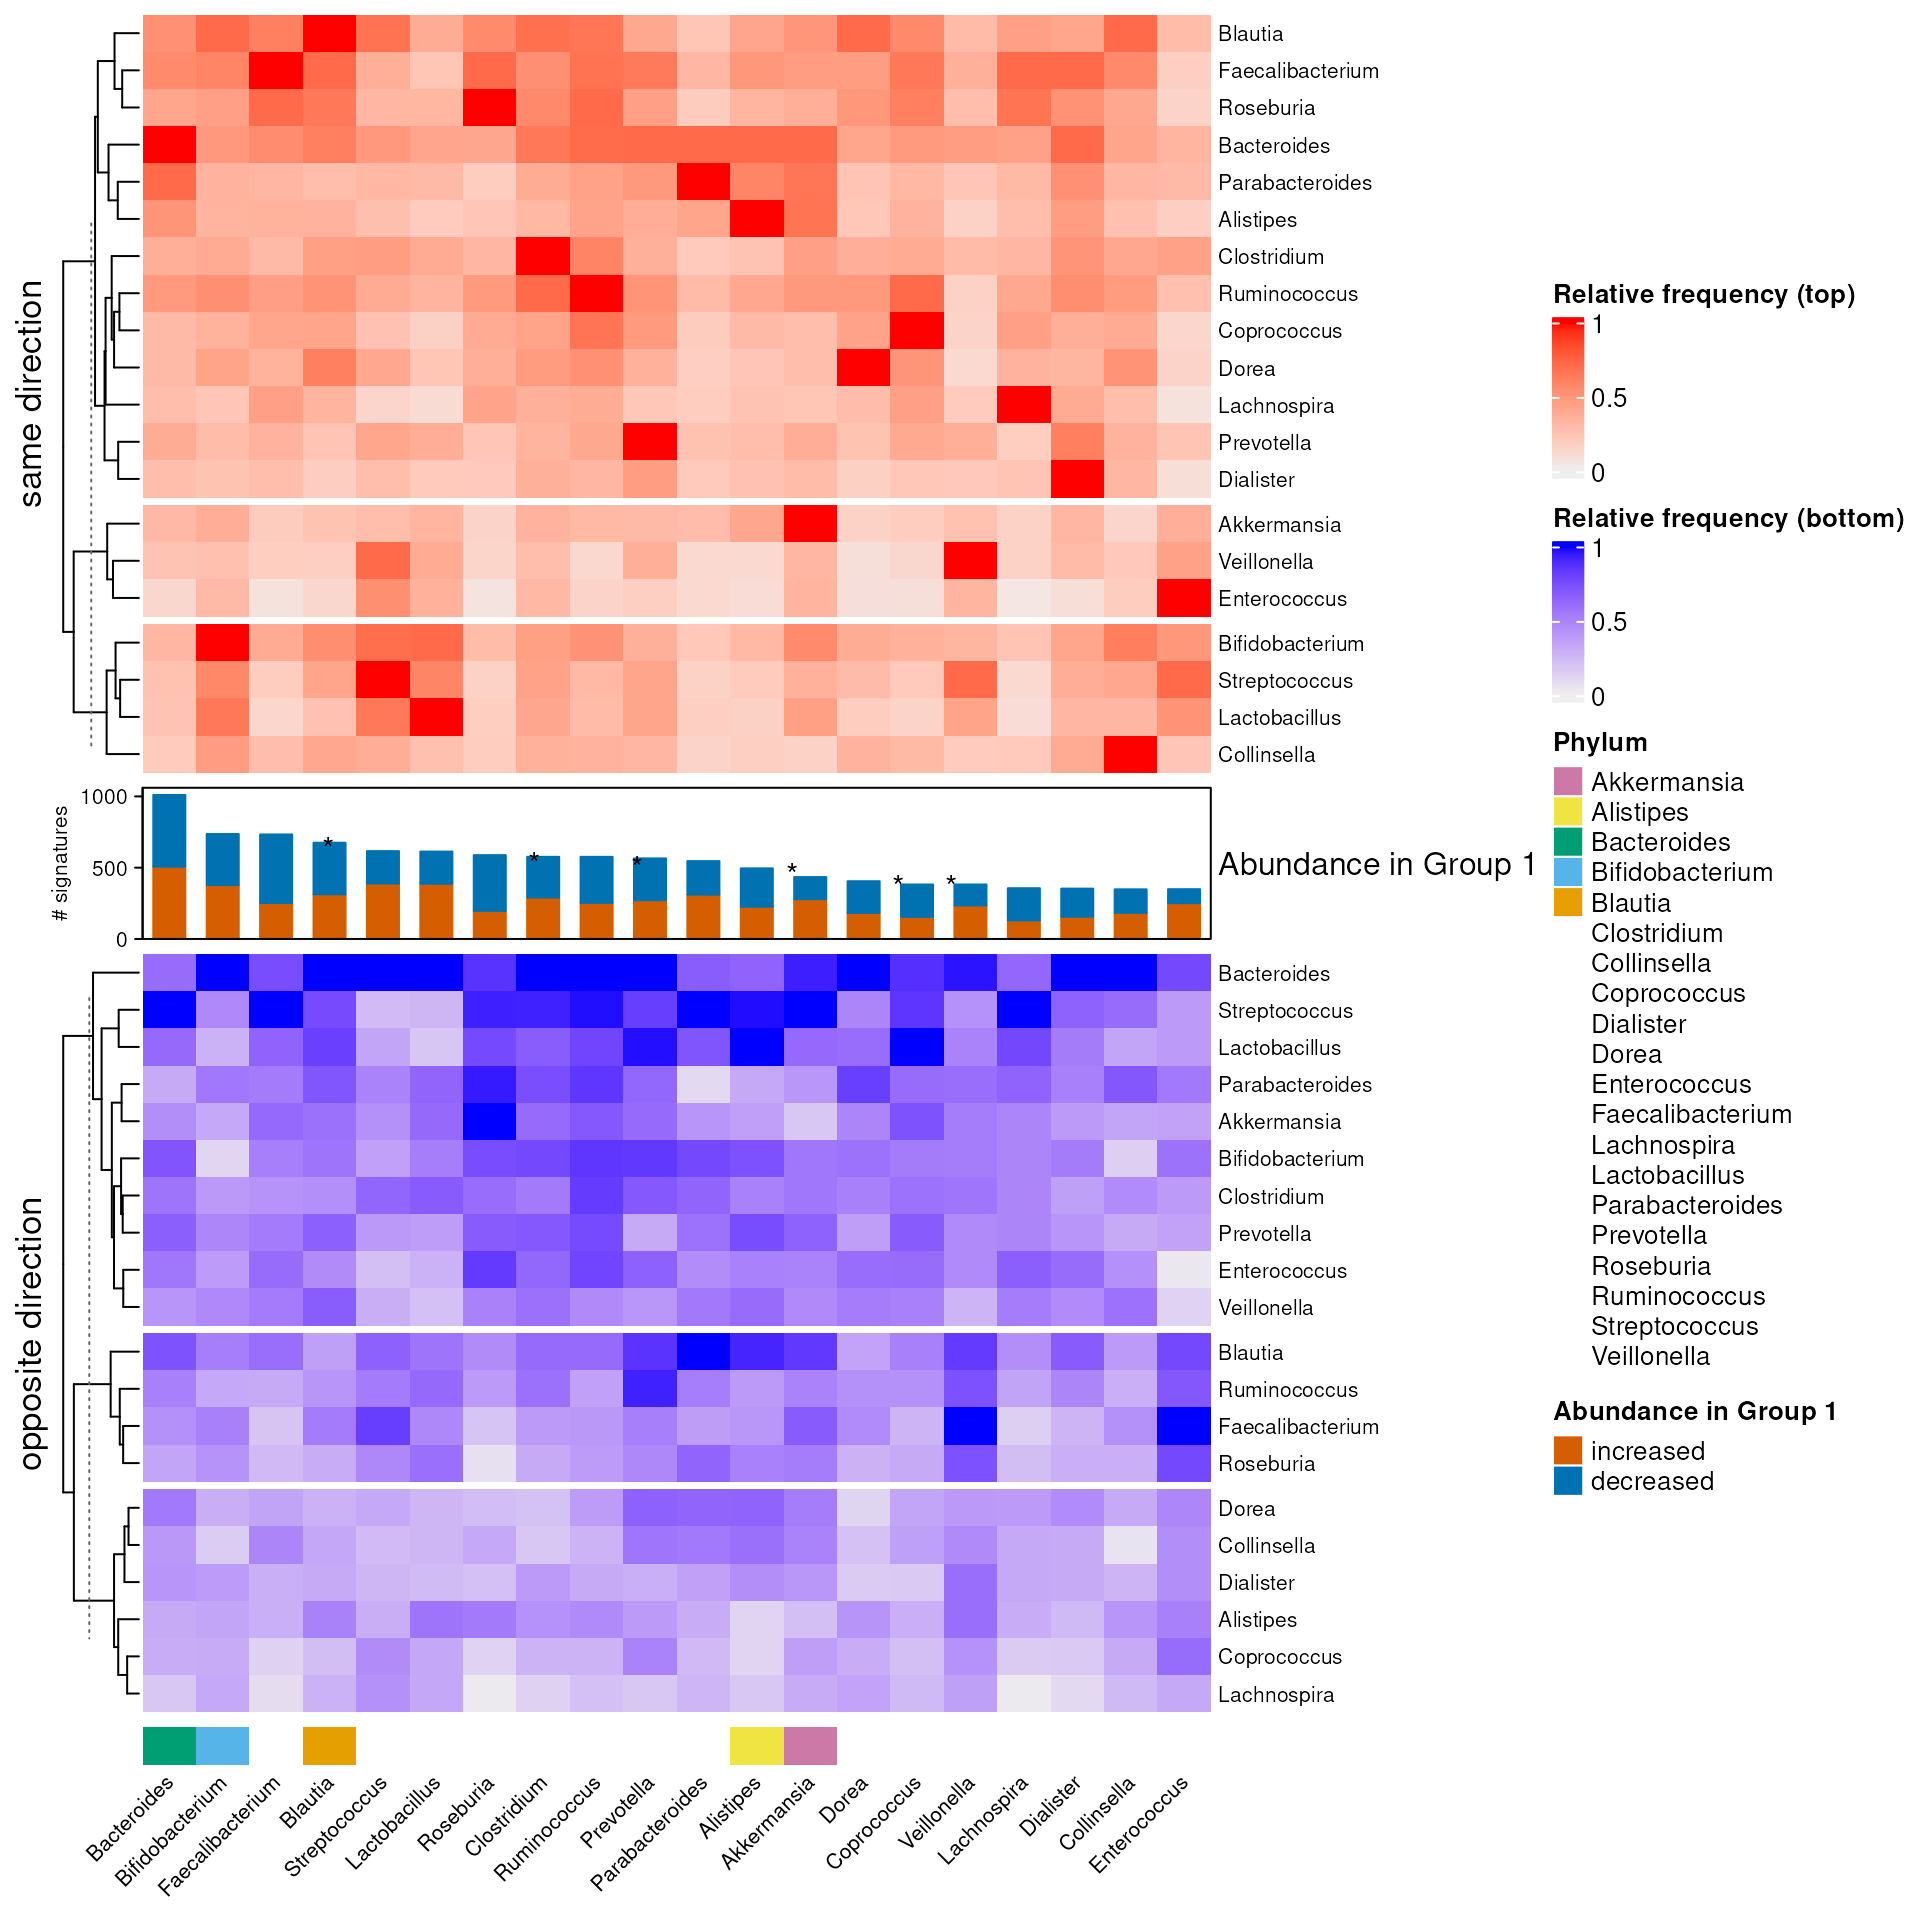 same direction
Blautia
Faecalibacterium
Roseburia
Bacteroides
Parabacteroides
Alistipes
Clostridium
Ruminococcus
Coprococcus
Dorea
Lachnospira
Prevotella
Dialister
Akkermansia
Veillonella
Enterococcus
Bifidobacterium
Streptococcus
Lactobacillus
Collinsella
# signatures
1000
500
0
* * * * * *
Abundance in Group 1
opposite direction
Bacteroides
Streptococcus
Lactobacillus
Parabacteroides
Akkermansia
Bifidobacterium
Clostridium
Prevotella
Enterococcus
Veillonella
Blautia
Ruminococcus
Faecalibacterium
Roseburia
Dorea
Collinsella
Dialister
Alistipes
Coprococcus
Lachnospira
Bacteroides
Bifidobacterium
Faecalibacterium
Blautia
Streptococcus
Lactobacillus
Roseburia
Clostridium
Ruminococcus
Prevotella
Parabacteroides
Alistipes
Akkermansia
Dorea
Coprococcus
Veillonella
Lachnospira
Dialister
Collinsella
Enterococcus
Relative frequency (top)
1
0.5
0
Relative frequency (bottom)
1
0.5
0
Phylum
Akkermansia
Alistipes
Bacteroides
Bifidobacterium
Blautia
Clostridium
Collinsella
Coprococcus
Dialister
Dorea
Enterococcus
Faecalibacterium
Lachnospira
Lactobacillus
Parabacteroides
Prevotella
Roseburia
Ruminococcus
Streptococcus
Veillonella
Abundance in Group 1
increased
decreased